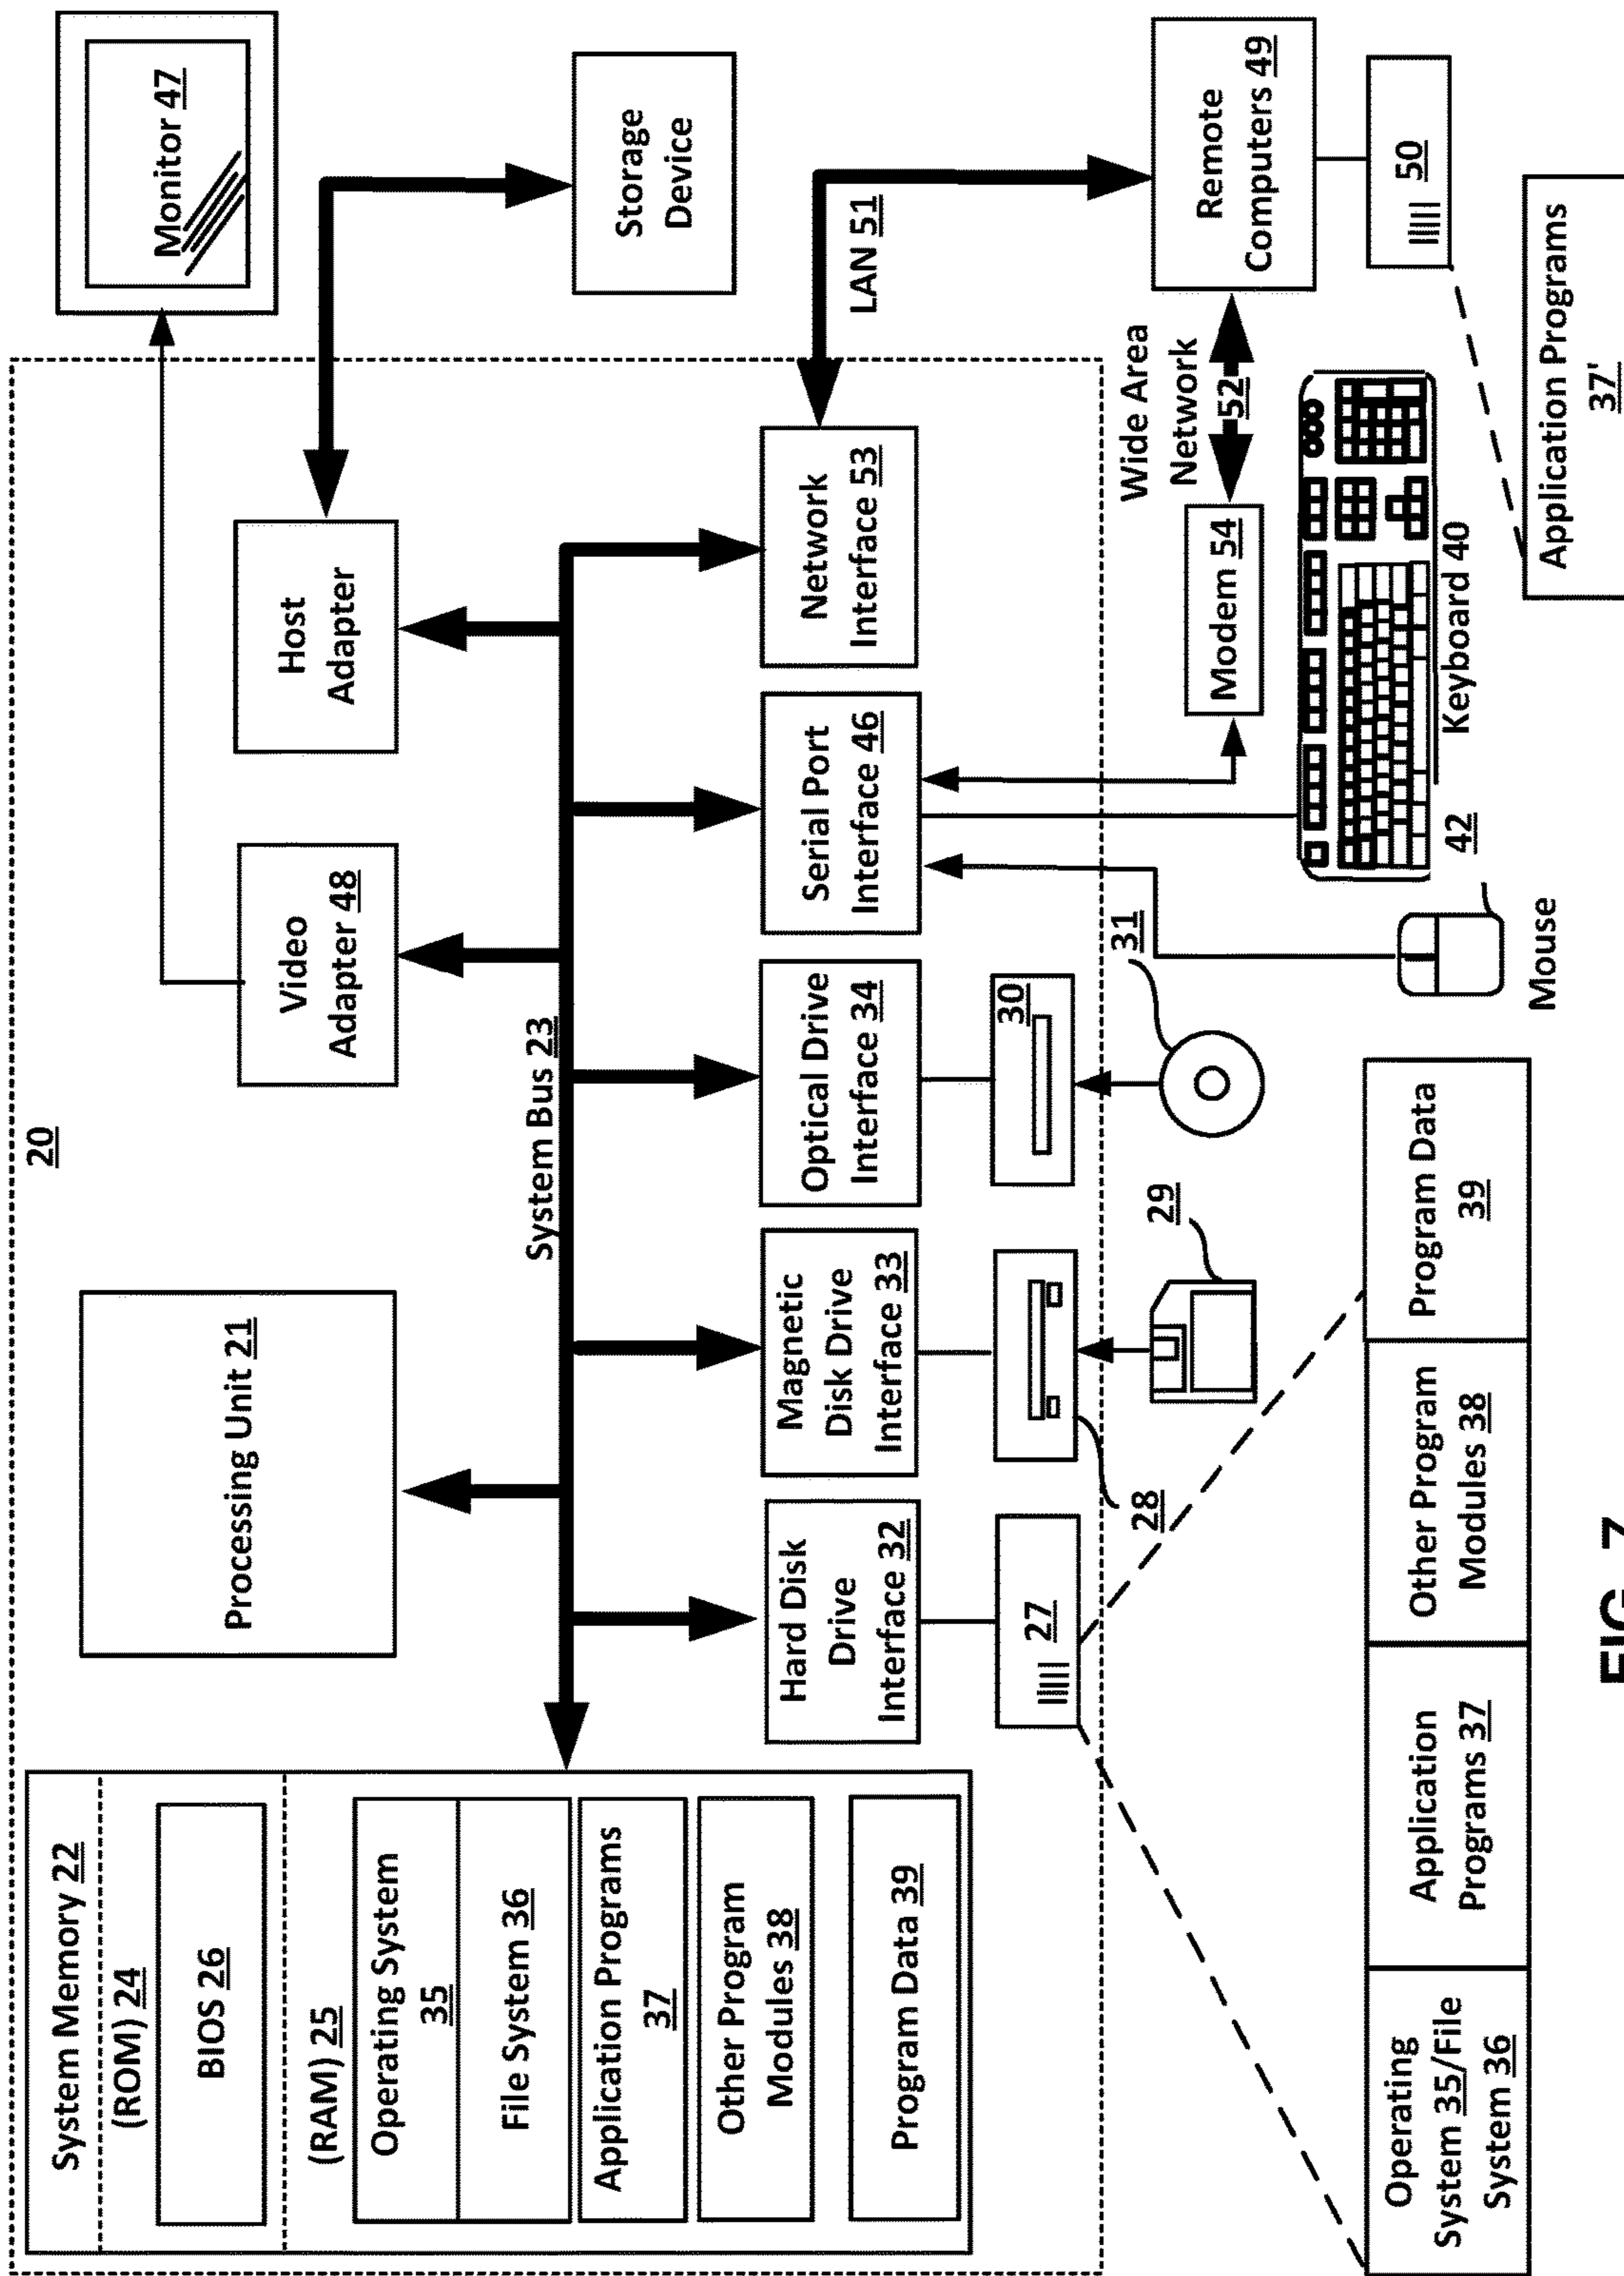 20
System Memory 22
(ROM) 24
BIOS 26
(RAM) 25
Operating System
35
File System 36
Application Programs
37
Other Program
Modules 38
Program Data 39
Processing Unit 21
Video
Adapter 48
Host
Adapter
Monitor 47
Storage
Device
System Bus 23
Hard Disk
Drive
Interface 32
Magnetic
Disk Drive
Interface 33
Optical Drive
Interface 34
Serial Port
Interface 46
Network
Interface 53
LAN 51
27
28
29
30
31
Modem 54
Wide Area
Network
52
Remote
Computers 49
50
Keyboard 40
42
Mouse
Operating
System 35/File
System 36
Application
Programs 37
Other Program
Modules 38
Program Data
39
Application Programs
37'
FIG. 7